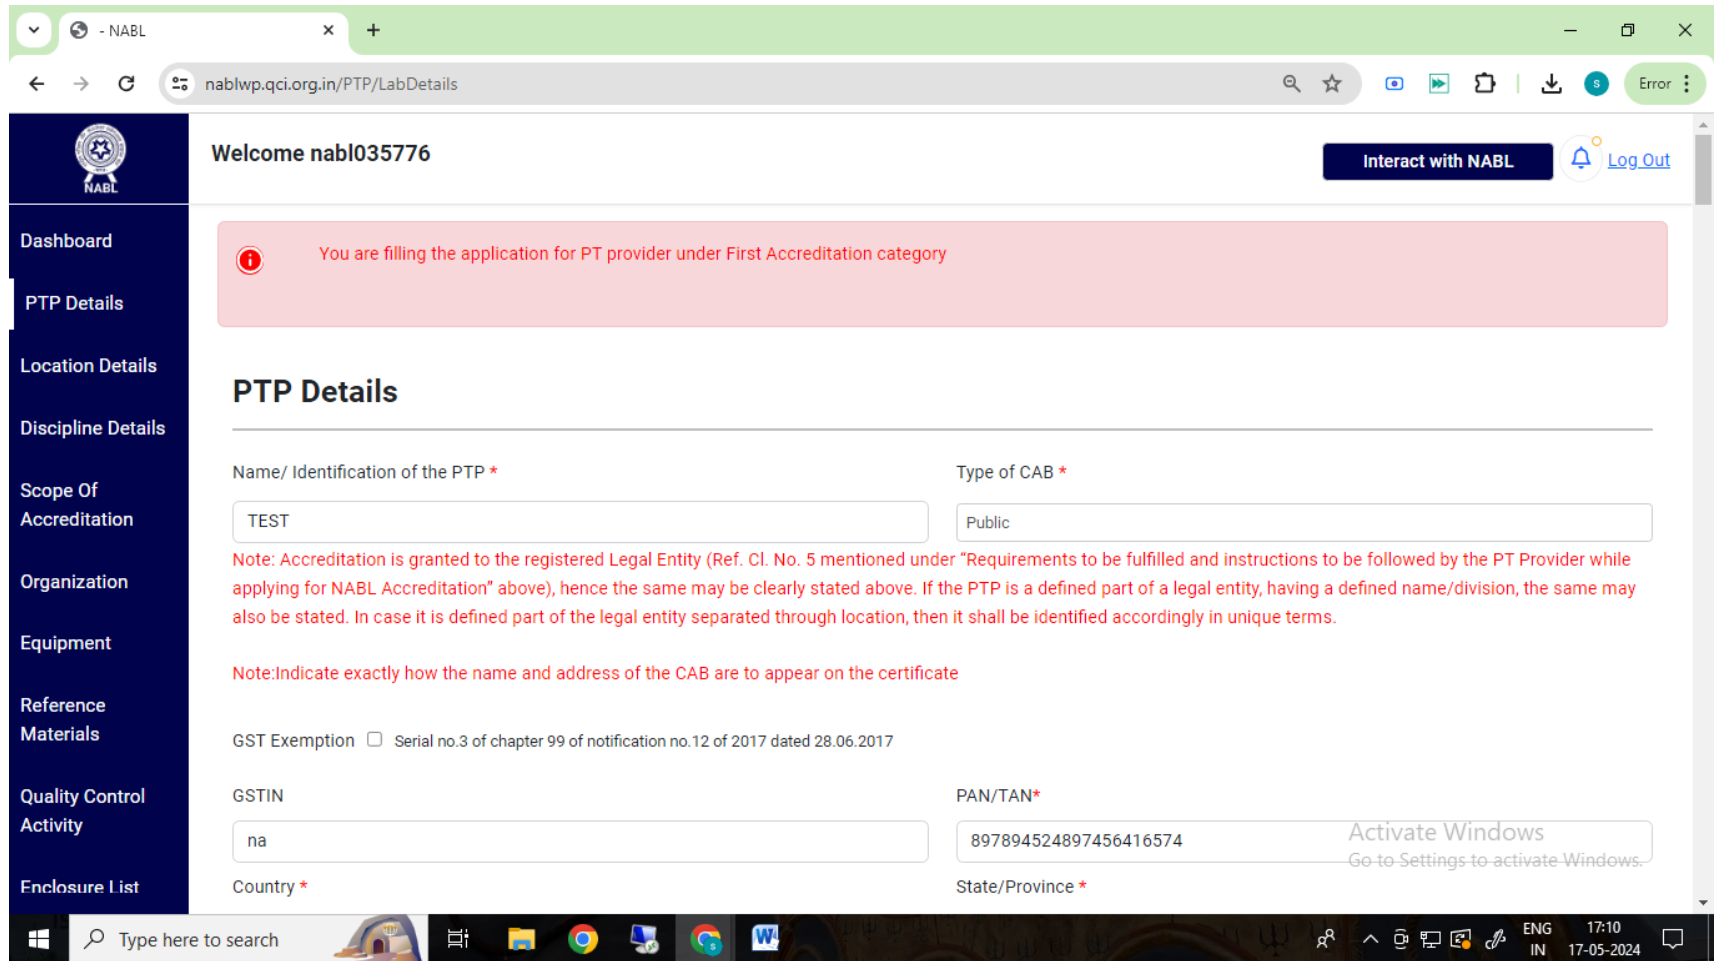 - NABL
nablwp.qci.org.in/PTP/LabDetails
s
Error
NABL
Welcome nabl035776
Interact with NABL
Log Out
Dashboard
PTP Details
Location Details
Discipline Details
Scope Of
Accreditation
Organization
Equipment
Reference
Materials
Quality Control
Activity
Enclosure List
You are filling the application for PT provider under First Accreditation category
PTP Details
Name/ Identification of the PTP *
Type of CAB *
TEST
Public
Note: Accreditation is granted to the registered Legal Entity (Ref. Cl. No. 5 mentioned under “Requirements to be fulfilled and instructions to be followed by the PT Provider while
applying for NABL Accreditation” above), hence the same may be clearly stated above. If the PTP is a defined part of a legal entity, having a defined name/division, the same may
also be stated. In case it is defined part of the legal entity separated through location, then it shall be identified accordingly in unique terms.
Note:Indicate exactly how the name and address of the CAB are to appear on the certificate
GST Exemption Serial no.3 of chapter 99 of notification no.12 of 2017 dated 28.06.2017
GSTIN
PAN/TAN*
na
897894524897456416574
Country *
State/Province *
Activate Windows
Go to Settings to activate Windows.
Type here to search
ENG
IN
17:10
17-05-2024